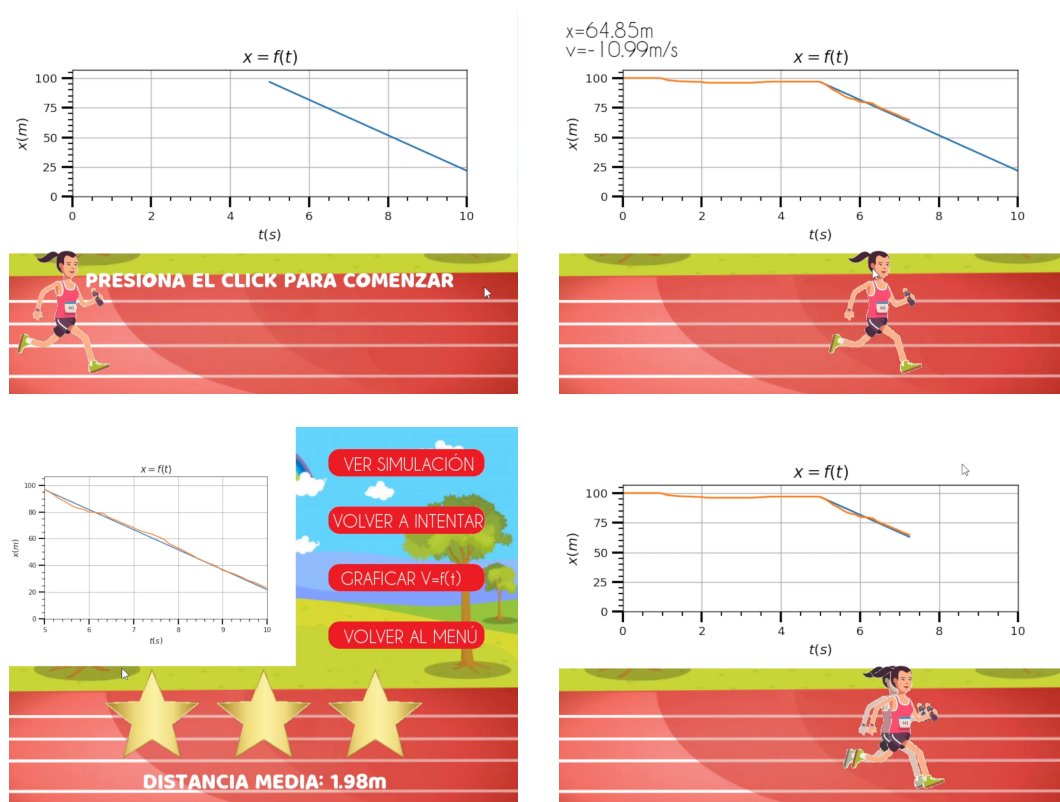 x = f(t)
100
75
50
25
0
x(m)
0 2 4 6 8 10
t(s)
PRESIONA EL CLICK PARA COMENZAR
x=64.85m
v=-10.99m/s
x = f(t)
100
75
50
25
0
x(m)
0 2 4 6 8 10
t(s)
x = f(t)
100
80
60
40
20
0
x(m)
5 6 7 8 9 10
t(s)
VER SIMULACIÓN
VOLVER A INTENTAR
GRAFICAR V=f(t)
VOLVER AL MENÚ
DISTANCIA MEDIA: 1.98m
x = f(t)
100
75
50
25
0
x(m)
0 2 4 6 8 10
t(s)